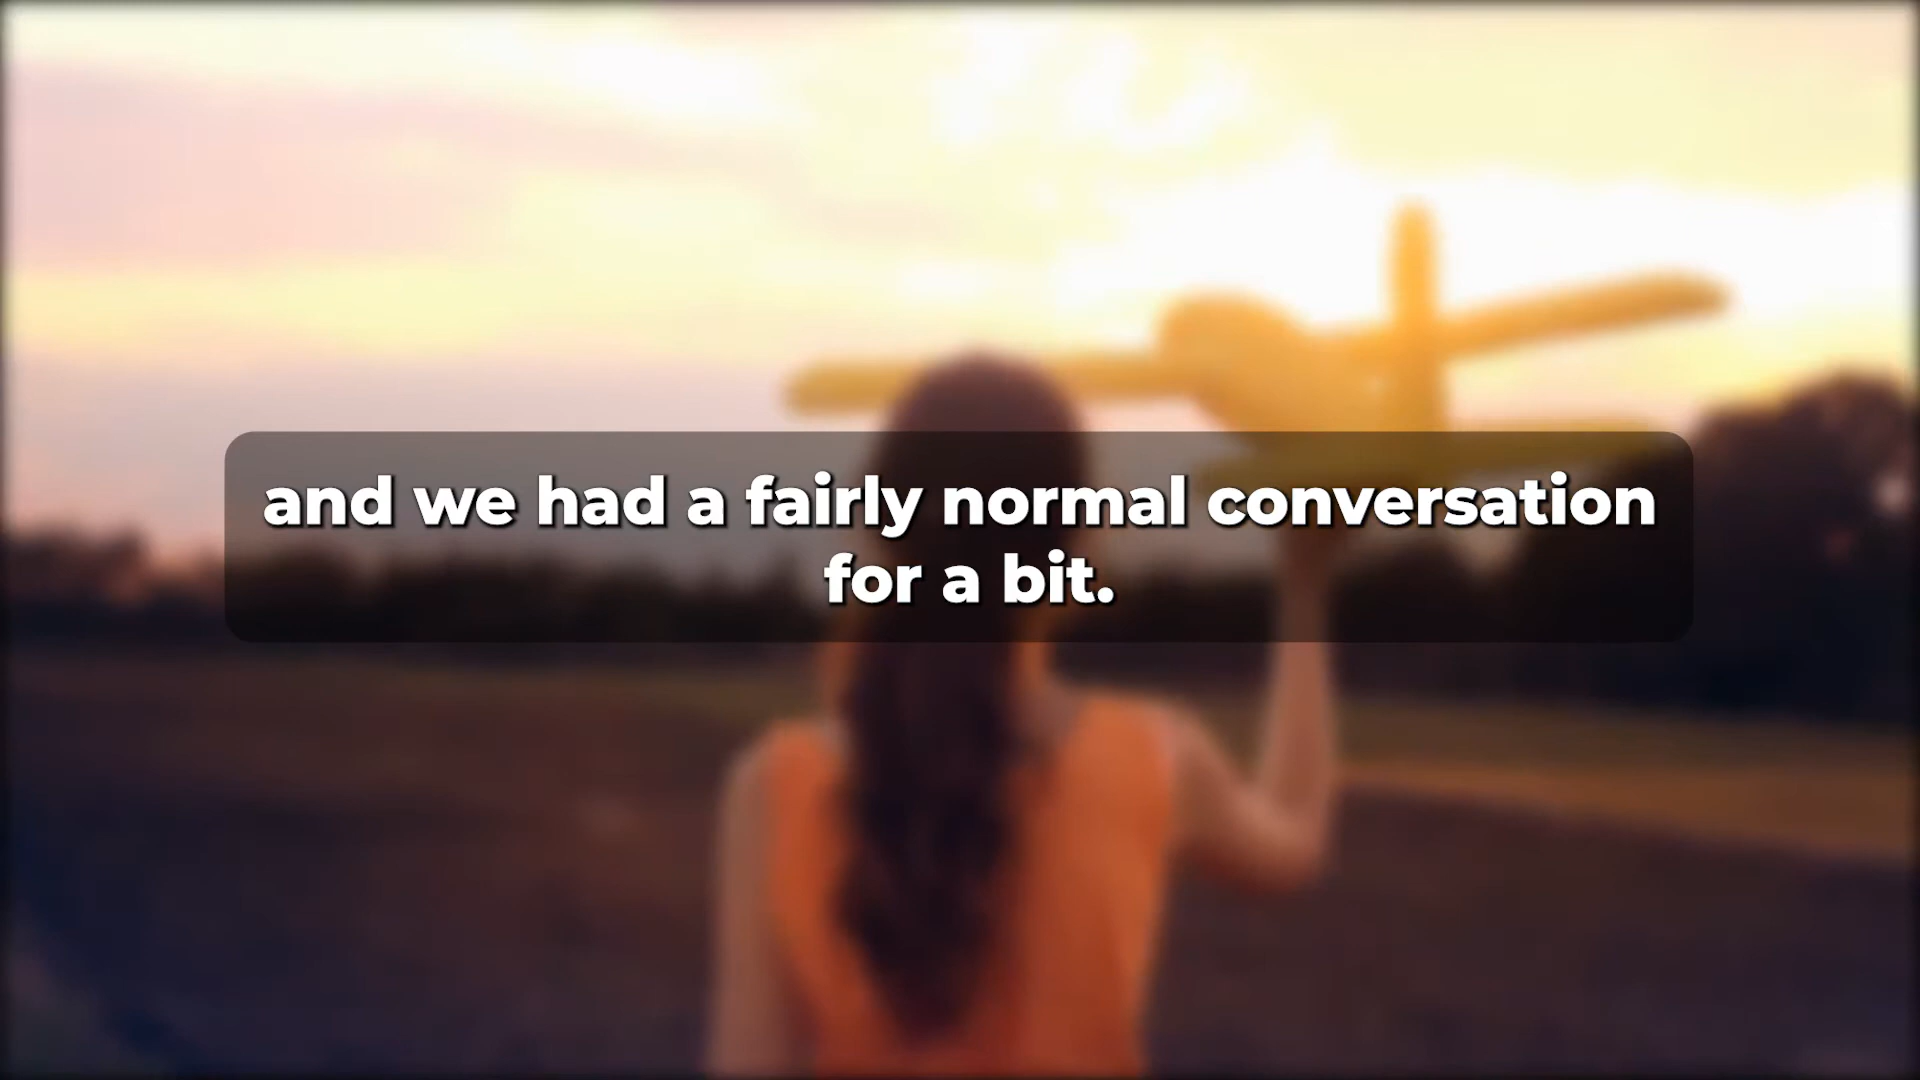 and we had a fairly normal conversation
for a bit.